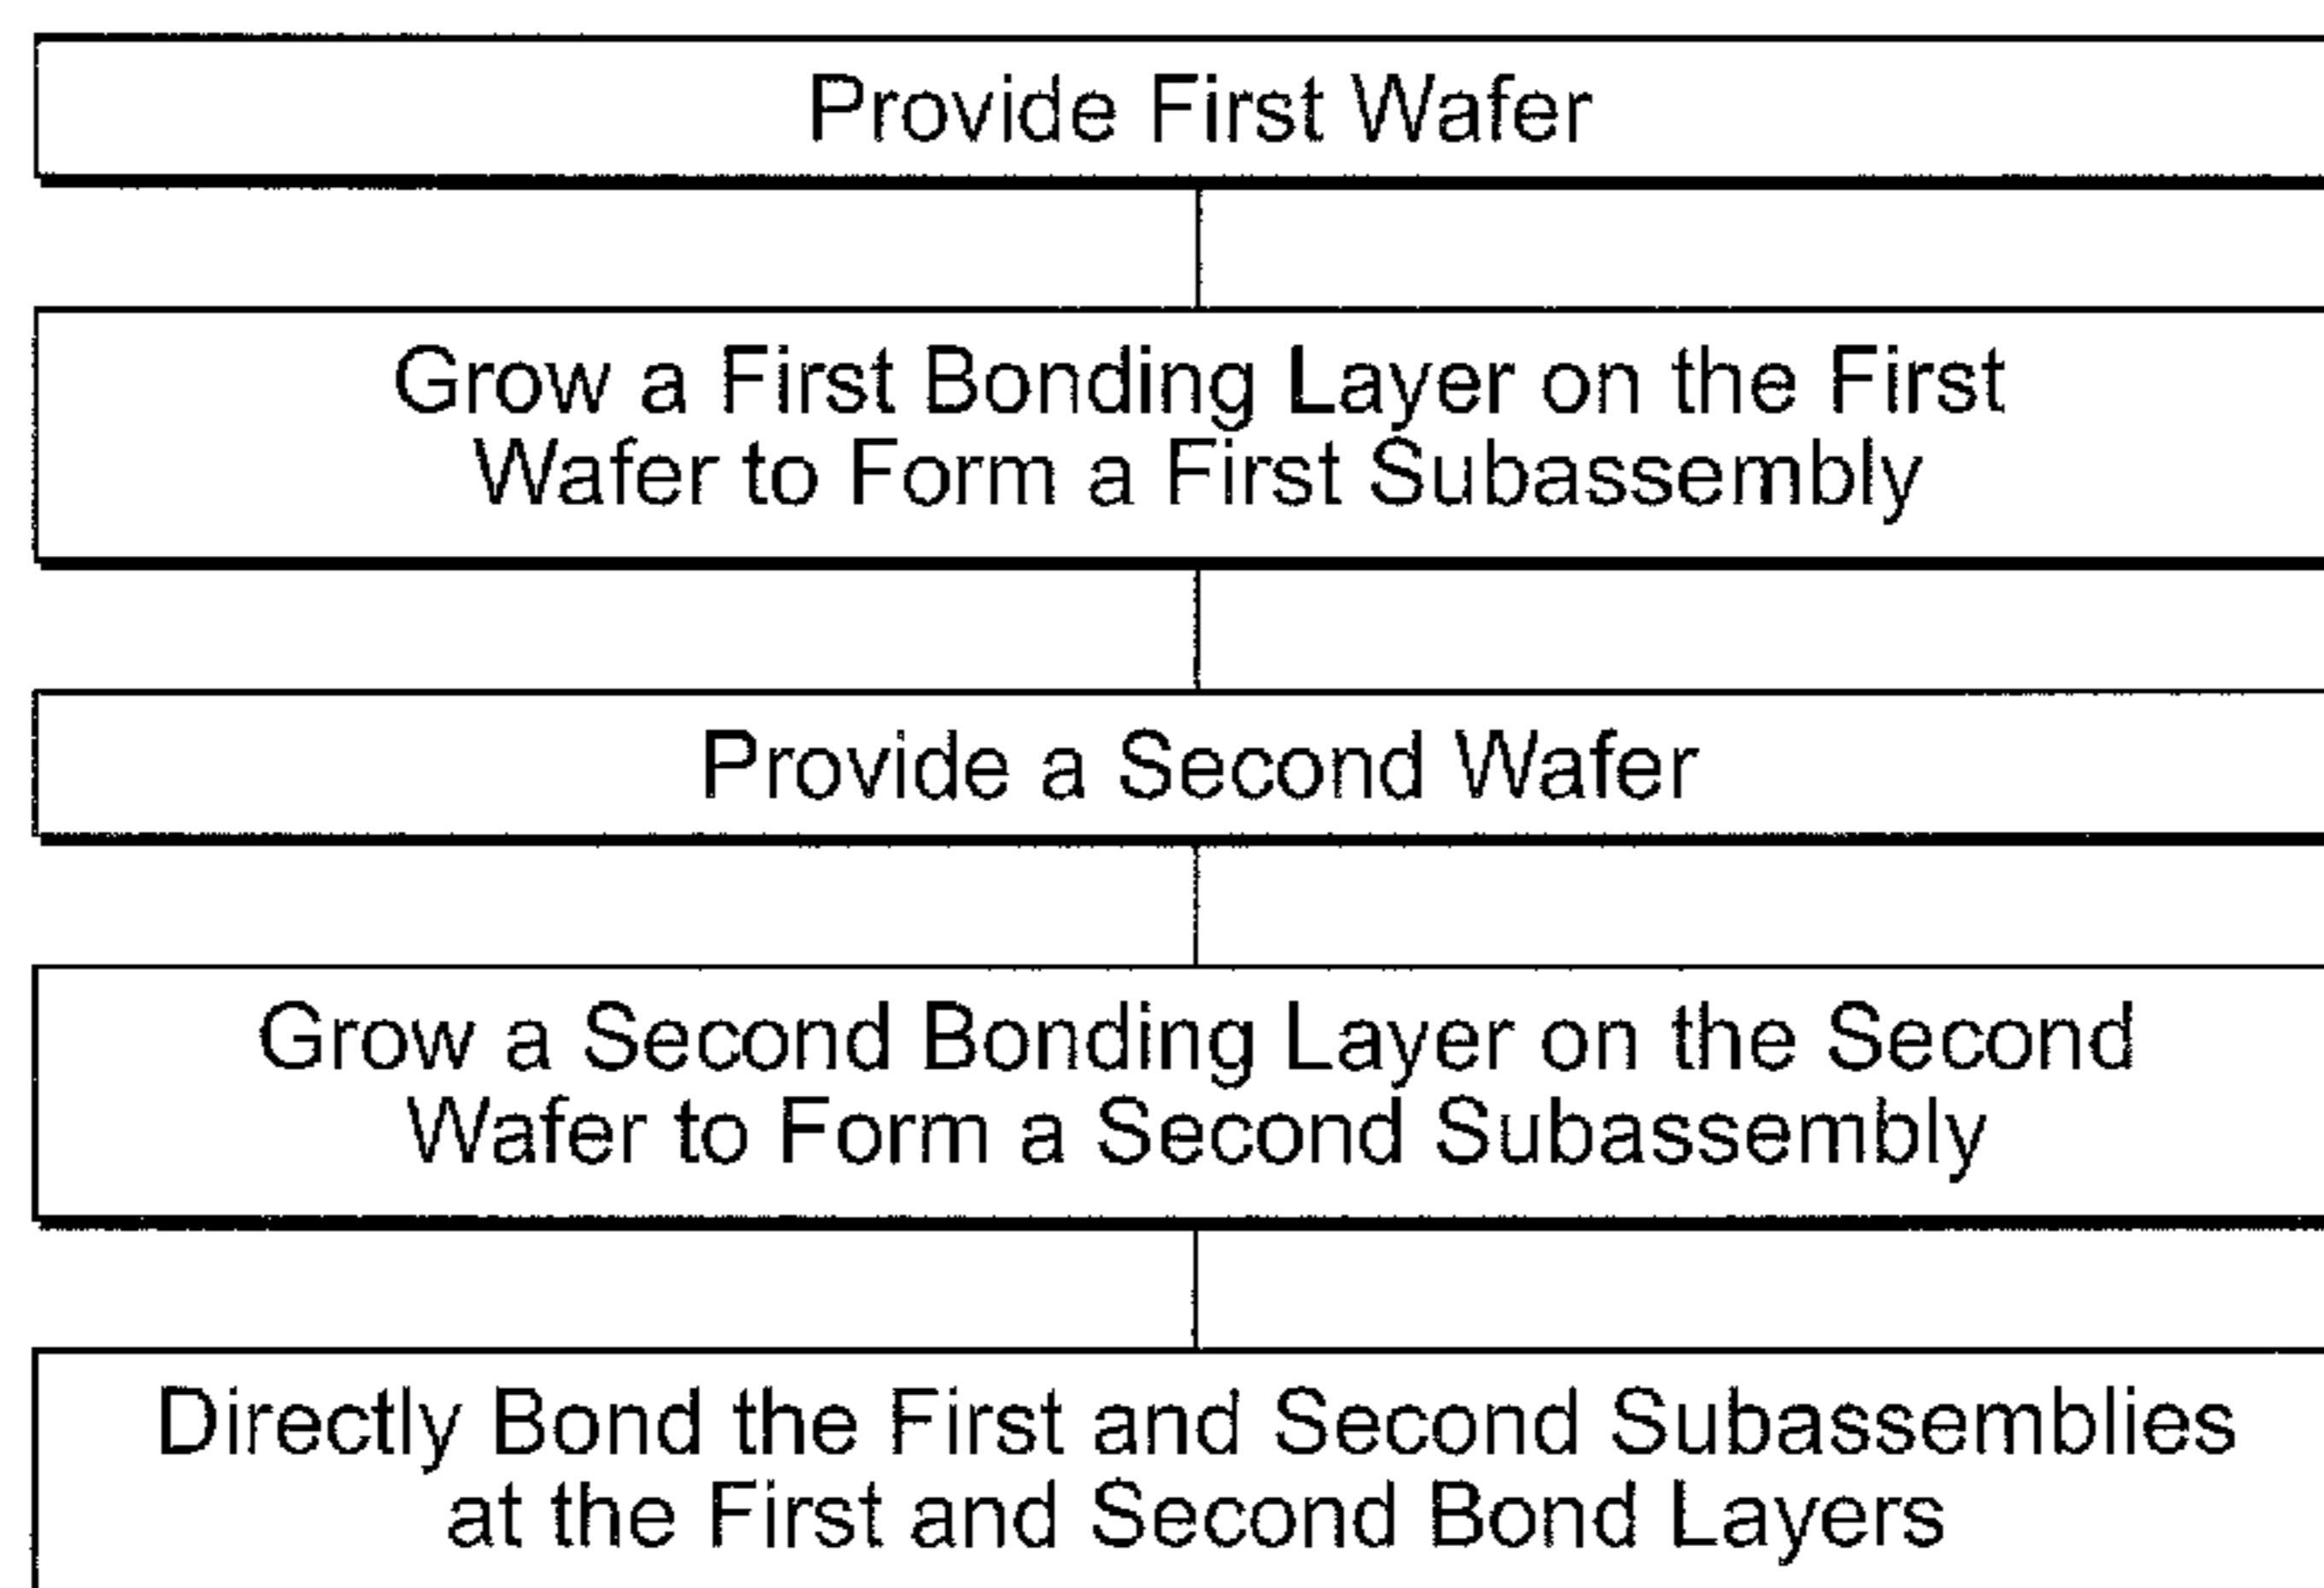 Provide First Wafer
Grow a First Bonding Layer on the First
Wafer to Form a First Subassembly
Provide a Second Wafer
Grow a Second Bonding Layer on the Second
Wafer to Form a Second Subassembly
Directly Bond the First and Second Subassemblies
at the First and Second Bond Layers